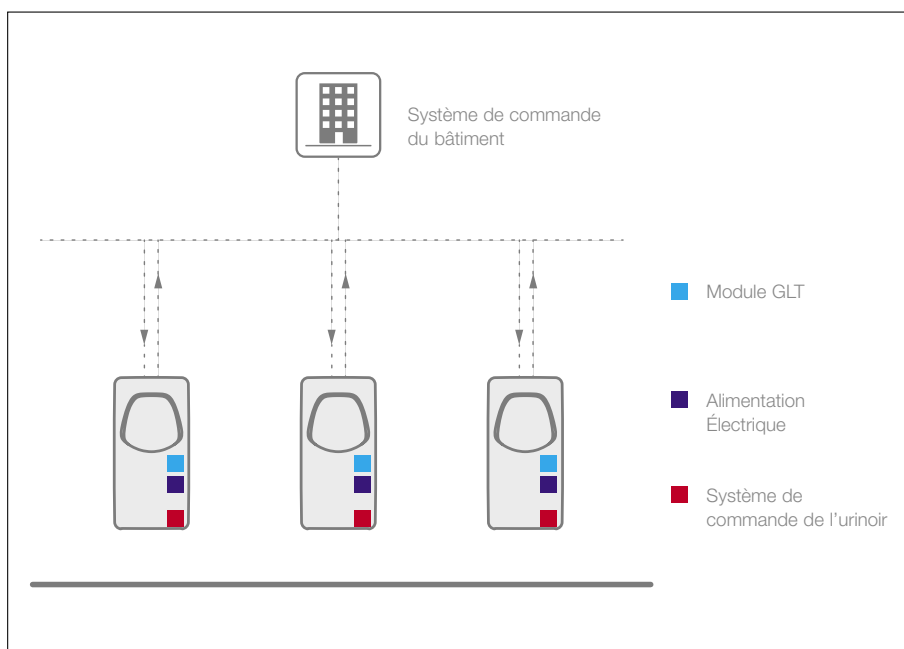 Système de commande
du bâtiment
Module GLT
Alimentation
Électrique
Système de
commande de l'urinoir